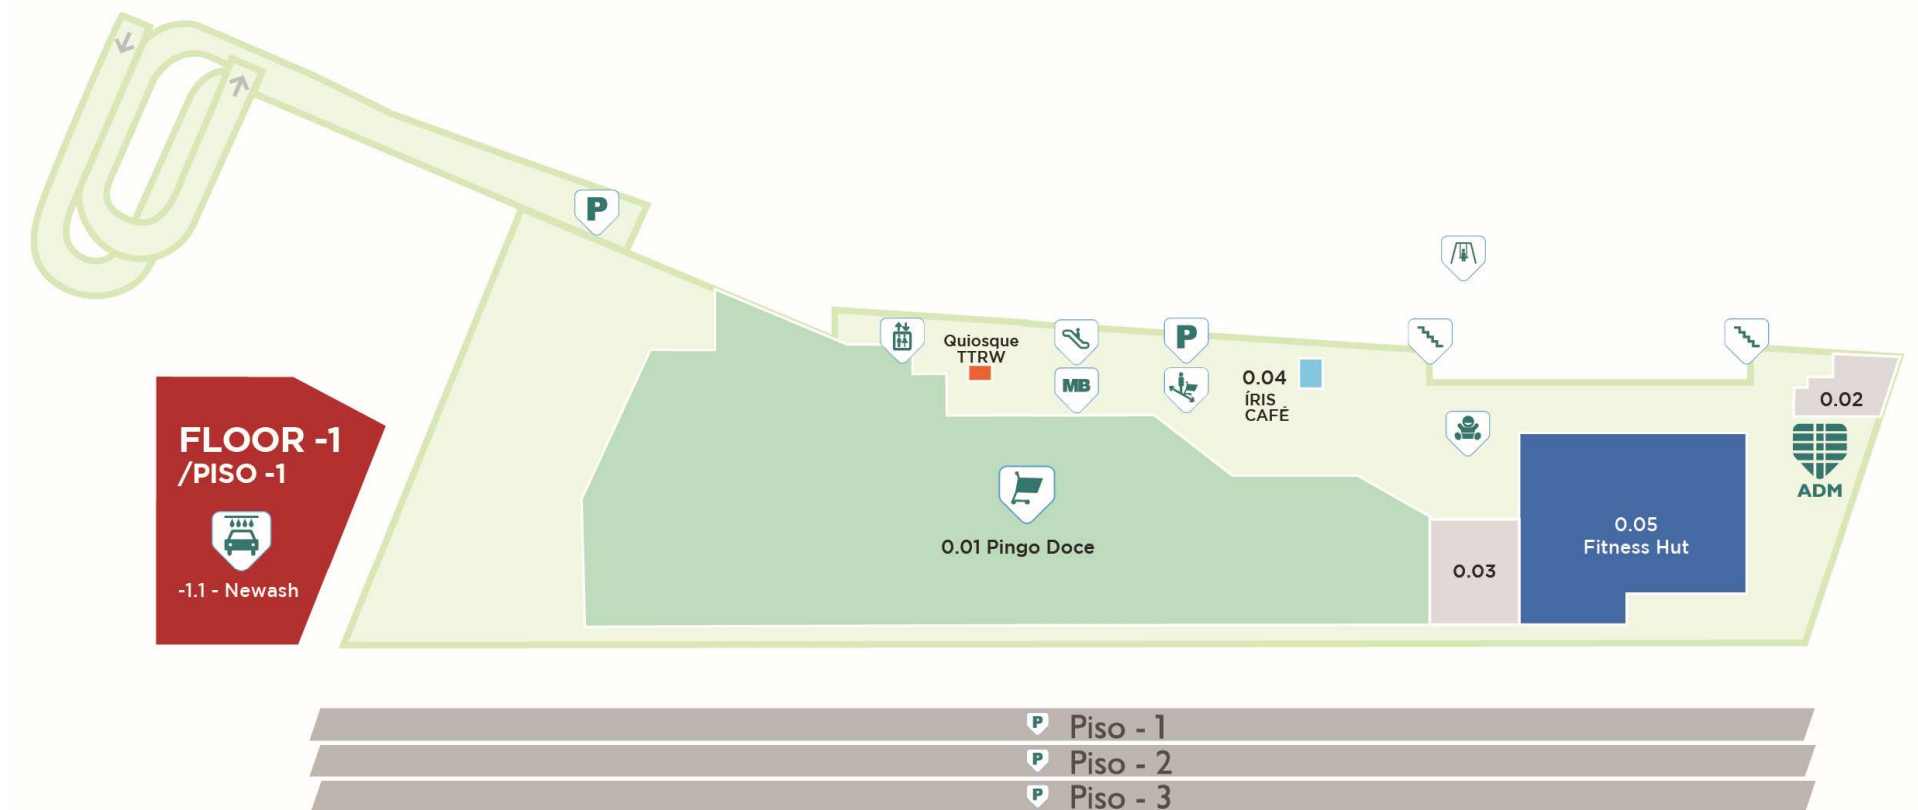 P
Quiosque
TTRW
P
MB
0.04
ÍRIS
CAFÉ
0.02
ADM
FLOOR -1
/PISO -1
-1.1 - Newash
0.01 Pingo Doce
0.03
0.05
Fitness Hut
P Piso - 1
P Piso - 2
P Piso - 3